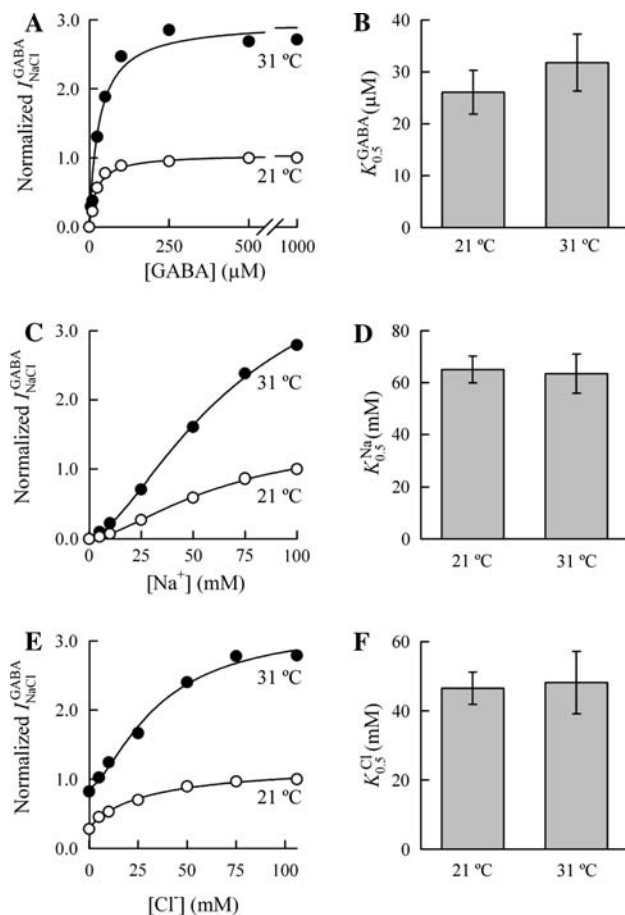 A
Normalized I^GABA_NaCl
3.0
2.0
1.0
0.0
31 ºC
21 ºC
0 250 500 1000
[GABA] (µM)
B
K^GABA_0.5 (µM)
40
30
20
10
0
21 ºC 31 ºC
C
Normalized I^GABA_NaCl
3.0
2.0
1.0
0.0
31 ºC
21 ºC
0 25 50 75 100
[Na⁺] (mM)
D
K^Na_0.5 (mM)
80
60
40
20
0
21 ºC 31 ºC
E
Normalized I^GABA_NaCl
3.0
2.0
1.0
0.0
31 ºC
21 ºC
0 25 50 75 100
[Cl⁻] (mM)
F
K^Cl_0.5 (mM)
60
40
20
0
21 ºC 31 ºC